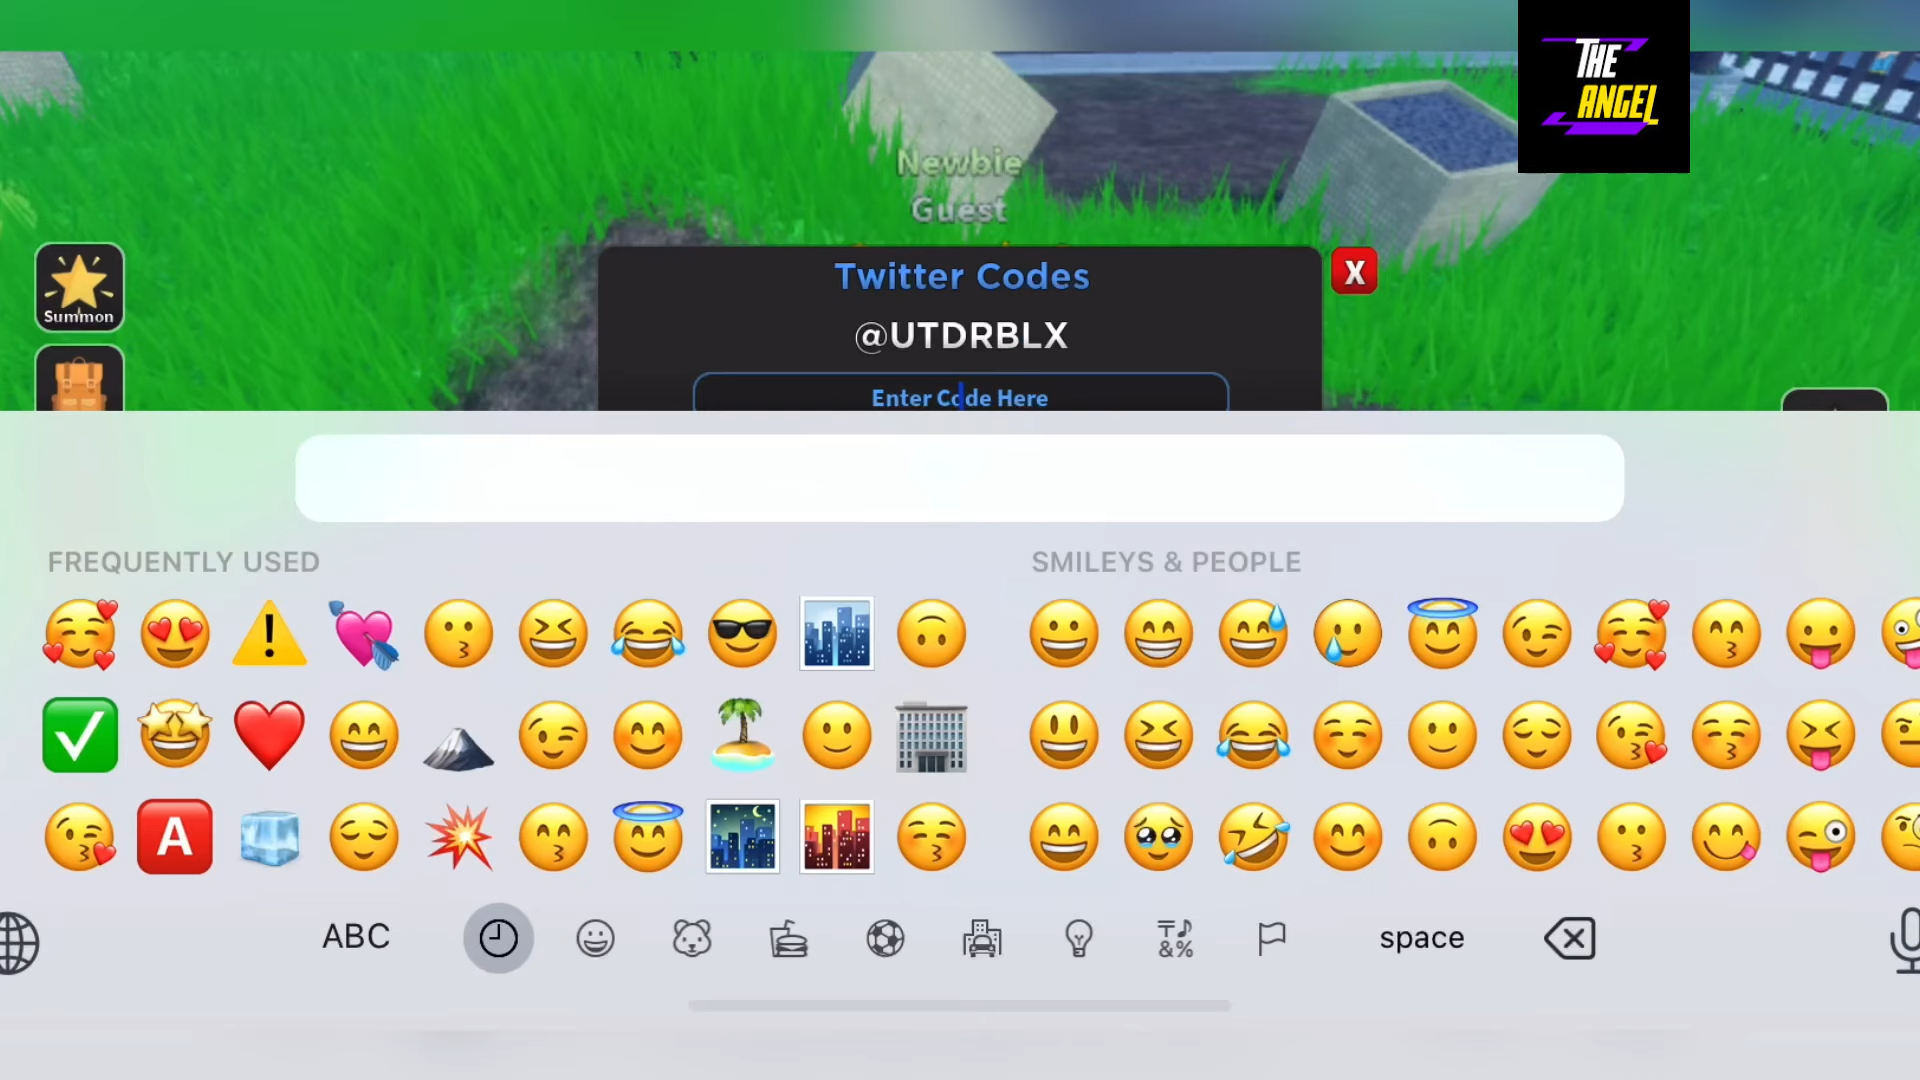 THE
ANGEL
Newbie
Guest
Summon
Twitter Codes
X
@UTDRBLX
Enter Code Here
FREQUENTLY USED
SMILEYS & PEOPLE
A
ABC
&%
space